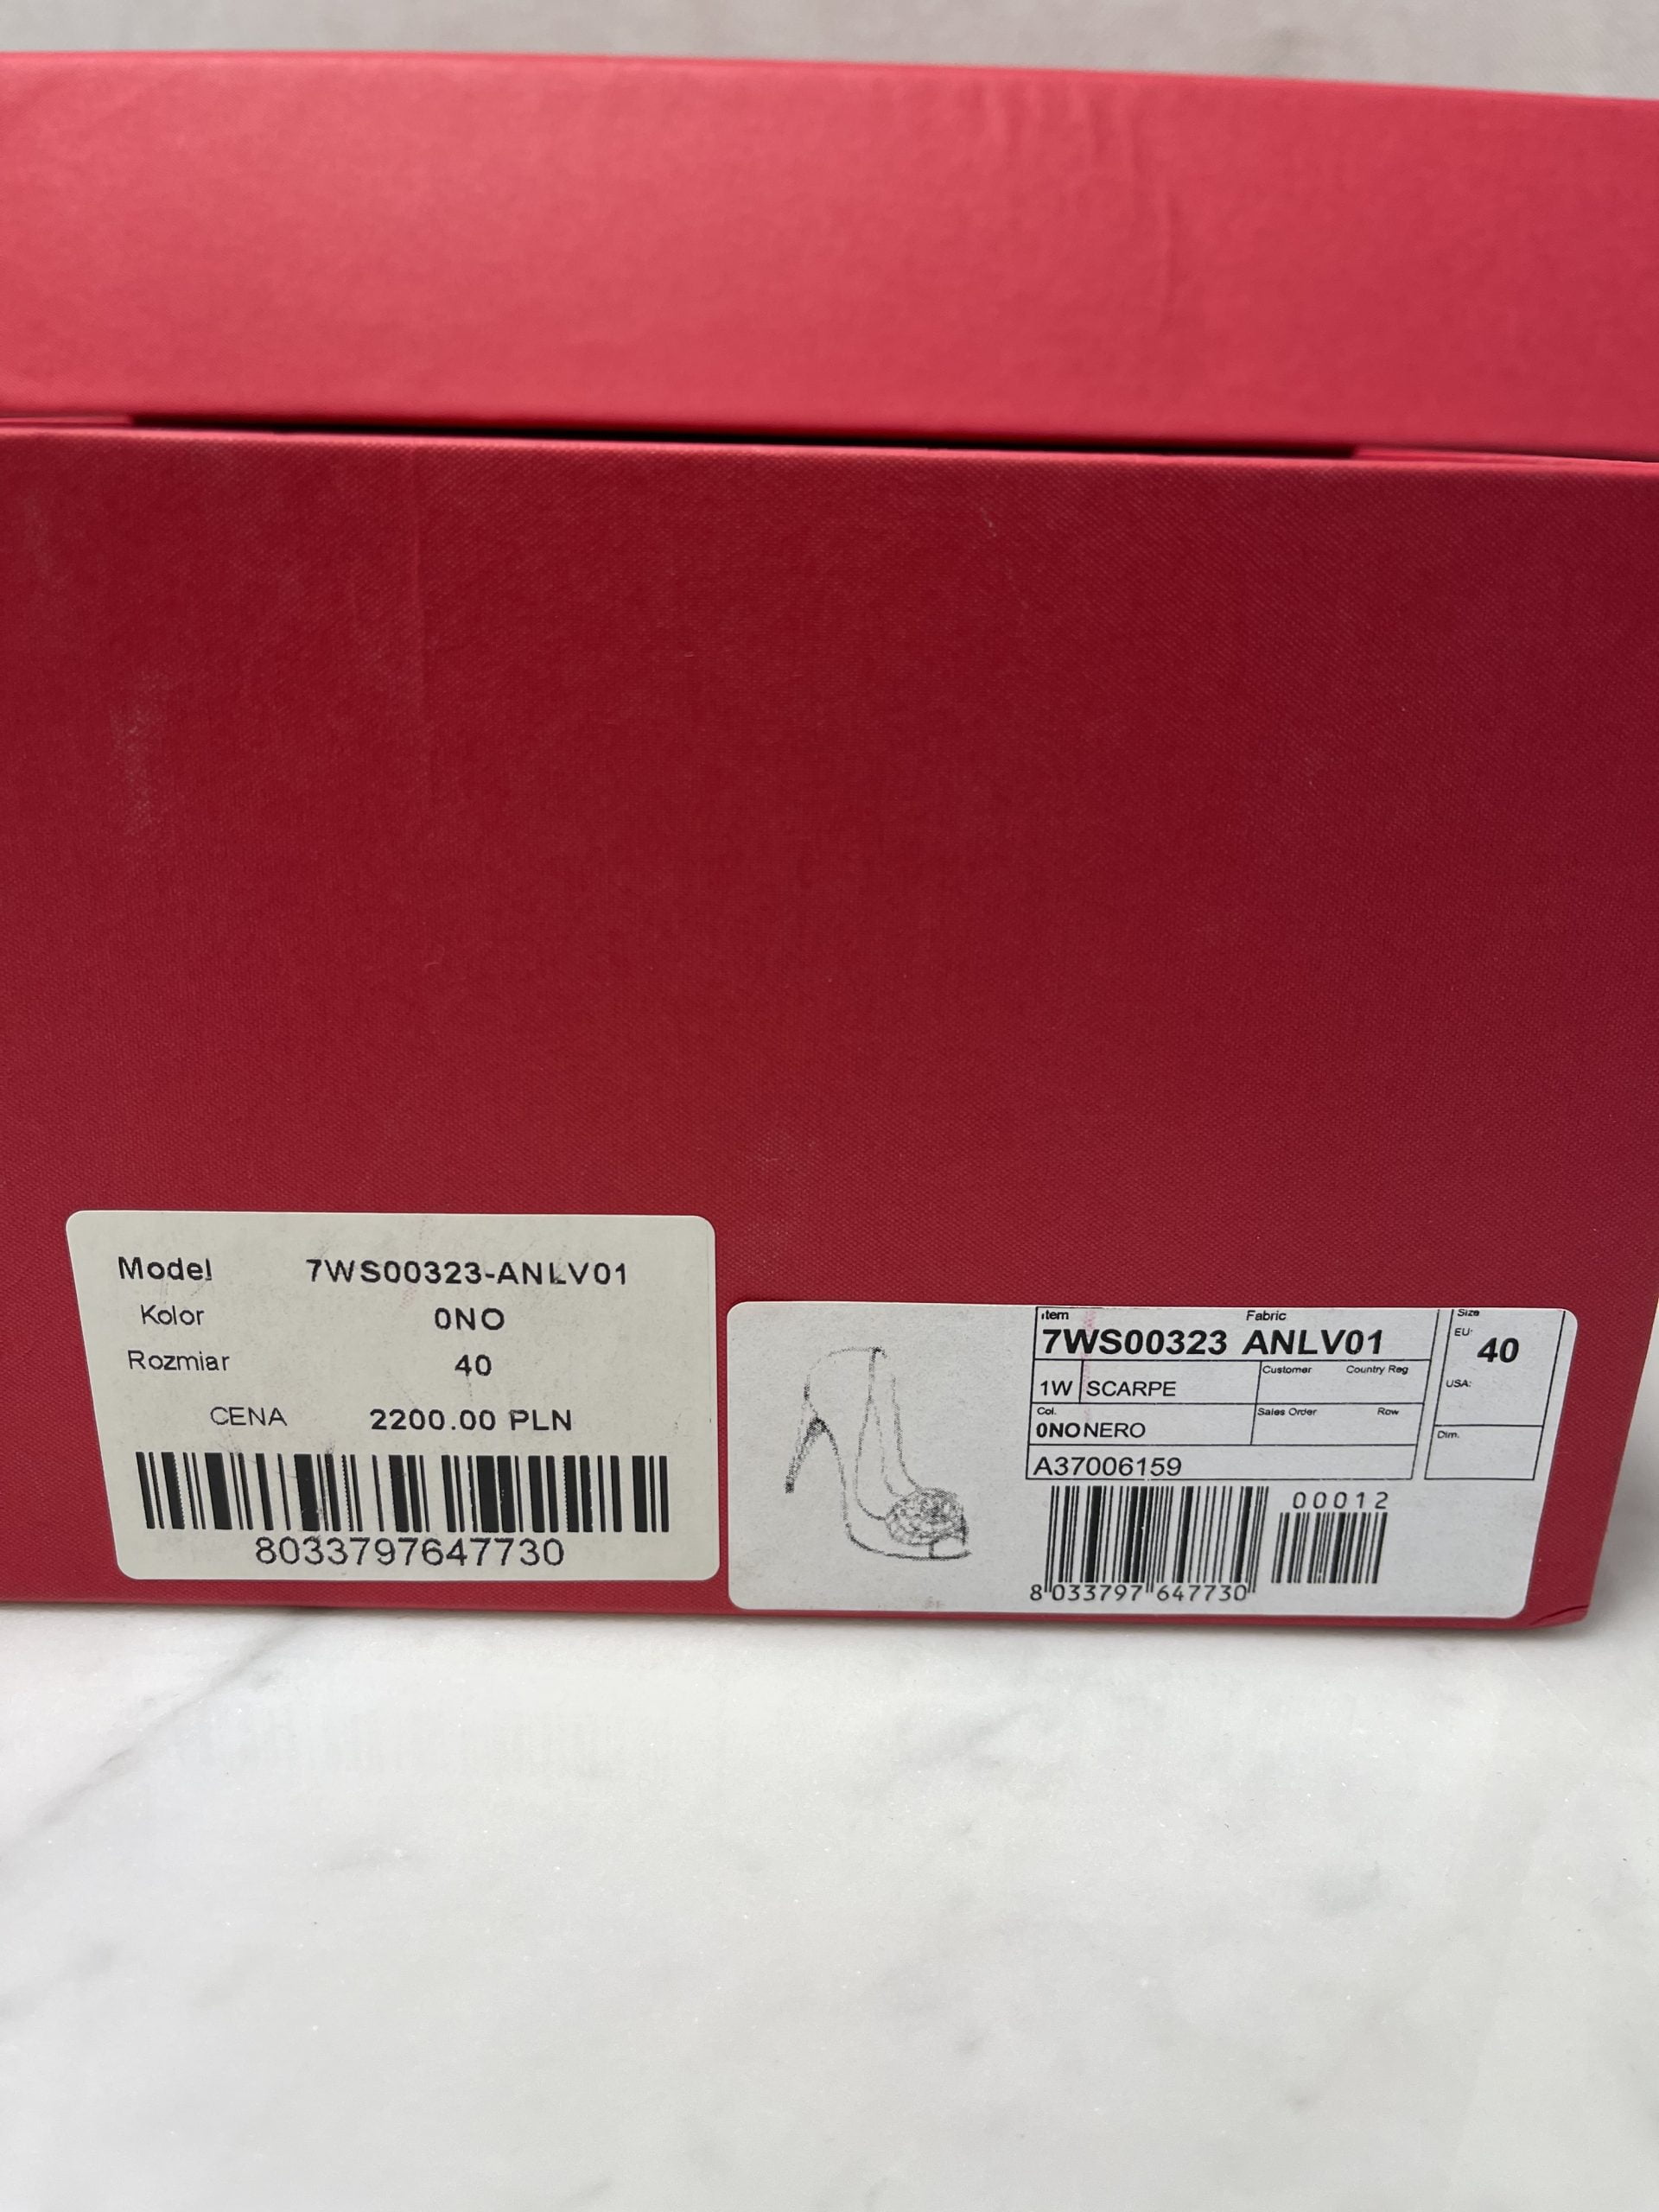 Model 7WS00323-ANLV01
Kolor 0NO
Rozmiar 40
CENA 2200.00 PLN
8033797647730
Item Fabric
7WS00323 ANLV01
1W SCARPE Customer Country Reg
Col. Sales Order Row
0NO NERO
A37006159
Size
EU: 40
USA:
Dim.
00012
8 033797 647730